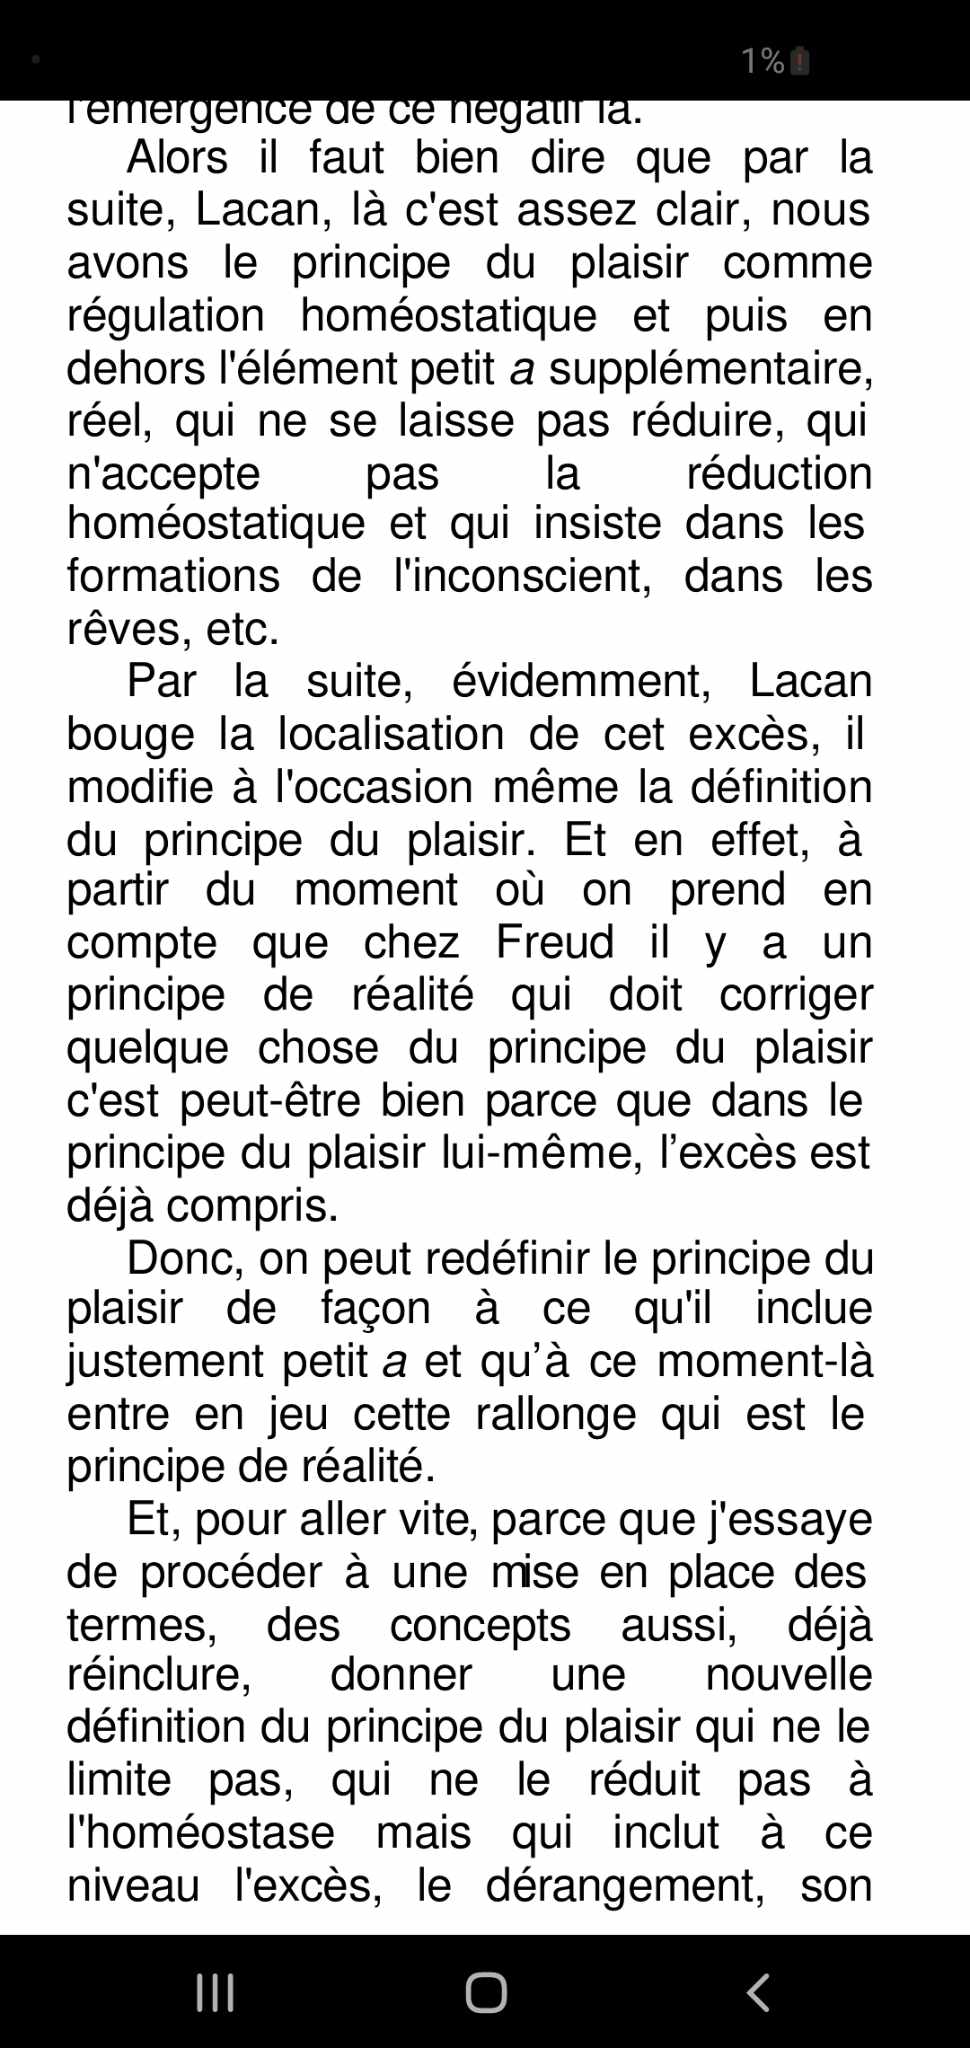 1%
l'émergence de ce négatif là.
Alors il faut bien dire que par la
suite, Lacan, là c'est assez clair, nous
avons le principe du plaisir comme
régulation homéostatique et puis en
dehors l'élément petit a supplémentaire,
réel, qui ne se laisse pas réduire, qui
n'accepte pas la réduction
homéostatique et qui insiste dans les
formations de l'inconscient, dans les
rêves, etc.
Par la suite, évidemment, Lacan
bouge la localisation de cet excès, il
modifie à l'occasion même la définition
du principe du plaisir. Et en effet, à
partir du moment où on prend en
compte que chez Freud il y a un
principe de réalité qui doit corriger
quelque chose du principe du plaisir
c'est peut-être bien parce que dans le
principe du plaisir lui-même, l’excès est
déjà compris.
Donc, on peut redéfinir le principe du
plaisir de façon à ce qu'il inclue
justement petit a et qu’à ce moment-là
entre en jeu cette rallonge qui est le
principe de réalité.
Et, pour aller vite, parce que j'essaye
de procéder à une mise en place des
termes, des concepts aussi, déjà
réinclure, donner une nouvelle
définition du principe du plaisir qui ne le
limite pas, qui ne le réduit pas à
l'homéostase mais qui inclut à ce
niveau l'excès, le dérangement, son